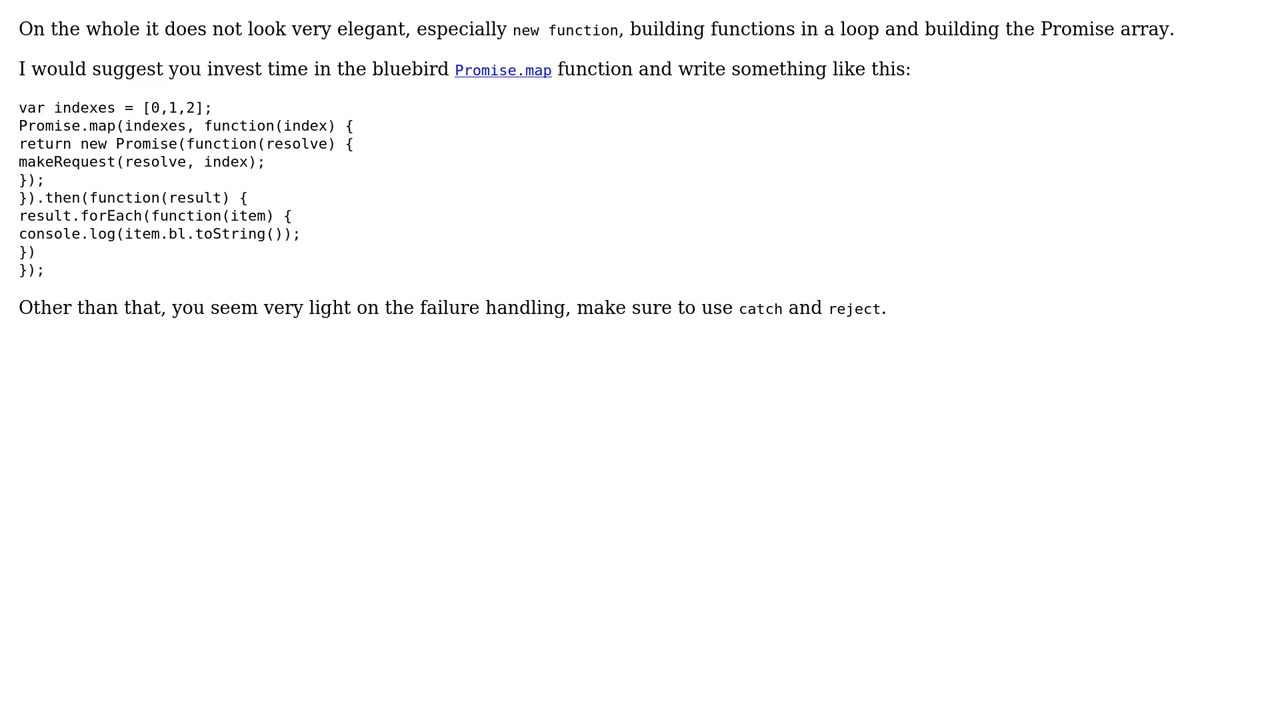 On the whole it does not look very elegant, especially new function, building functions in a loop and building the Promise array.
I would suggest you invest time in the bluebird Promise.map function and write something like this:
var indexes = [0,1,2];
Promise.map(indexes, function(index) {
return new Promise(function(resolve) {
makeRequest(resolve, index);
});
}).then(function(result) {
result.forEach(function(item) {
console.log(item.bl.toString());
})
});
Other than that, you seem very light on the failure handling, make sure to use catch and reject.